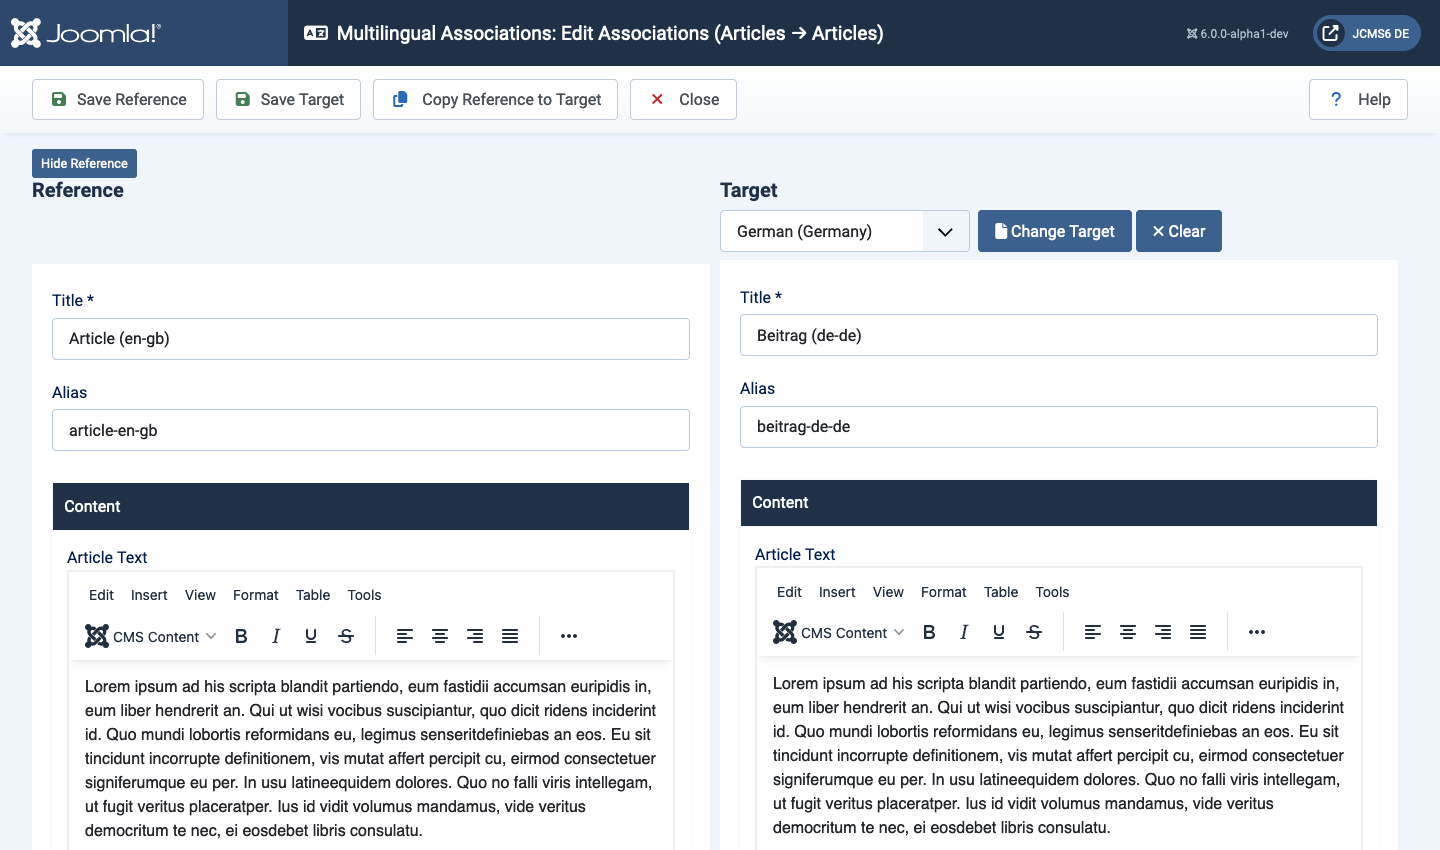 Joomla!
Multilingual Associations: Edit Associations (Articles → Articles)
6.0.0-alpha1-dev
JCMS6 DE
Save Reference
Save Target
Copy Reference to Target
Close
Help
Hide Reference
Reference
Title *
Article (en-gb)
Alias
article-en-gb
Content
Article Text
Edit Insert View Format Table Tools
CMS Content B I U S
Lorem ipsum ad his scripta blandit partiendo, eum fastidii accumsan euripidis in,
eum liber hendrerit an. Qui ut wisi vocibus suscipiantur, quo dicit ridens inciderint
id. Quo mundi lobortis reformidans eu, legimus senseritdefiniebas an eos. Eu sit
tincidunt incorrupte definitionem, vis mutat affert percipit cu, eirmod consectetuer
signiferumque eu per. In usu latineequidem dolores. Quo no falli viris intellegam,
ut fugit veritus placeratper. Ius id vidit volumus mandamus, vide veritus
democritum te nec, ei eosdebet libris consulatu.
Target
German (Germany)
Change Target
Clear
Title *
Beitrag (de-de)
Alias
beitrag-de-de
Content
Article Text
Edit Insert View Format Table Tools
CMS Content B I U S
Lorem ipsum ad his scripta blandit partiendo, eum fastidii accumsan euripidis in,
eum liber hendrerit an. Qui ut wisi vocibus suscipiantur, quo dicit ridens inciderint
id. Quo mundi lobortis reformidans eu, legimus senseritdefiniebas an eos. Eu sit
tincidunt incorrupte definitionem, vis mutat affert percipit cu, eirmod consectetuer
signiferumque eu per. In usu latineequidem dolores. Quo no falli viris intellegam,
ut fugit veritus placeratper. Ius id vidit volumus mandamus, vide veritus
democritum te nec, ei eosdebet libris consulatu.